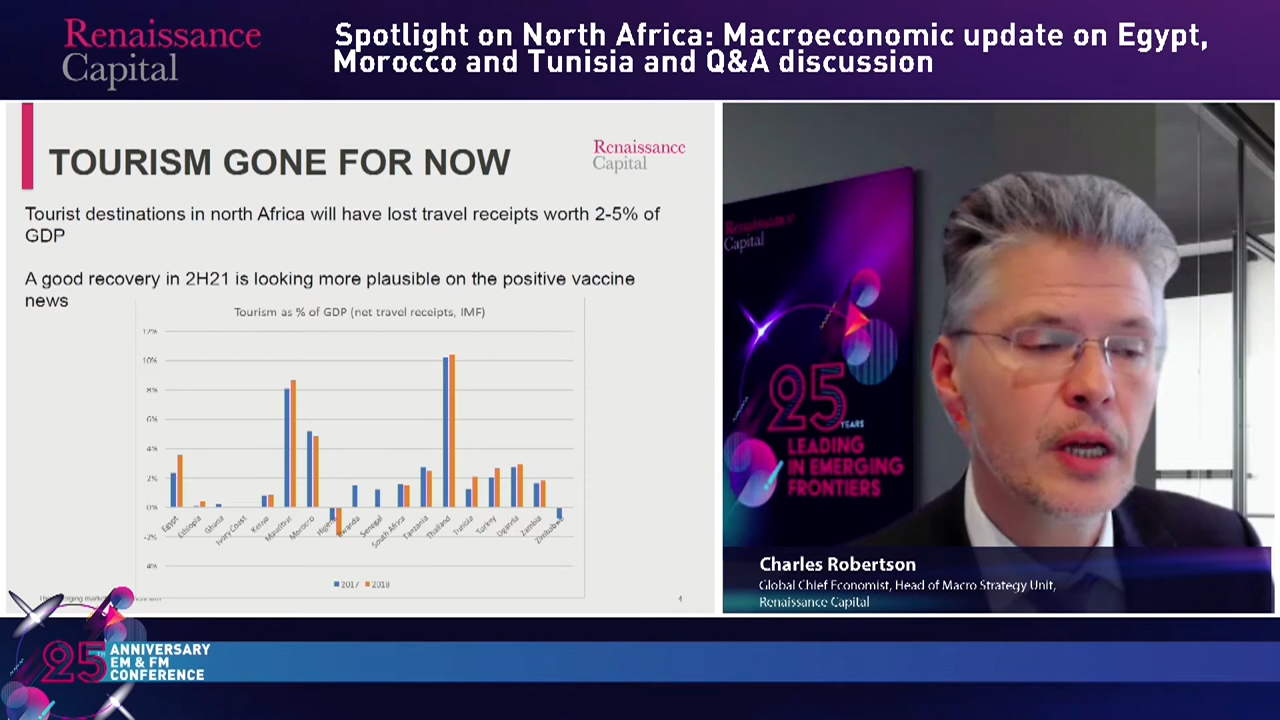 Renaissance
Capital
Spotlight on North Africa: Macroeconomic update on Egypt,
Morocco and Tunisia and Q&A discussion
TOURISM GONE FOR NOW
Renaissance
Capital
Tourist destinations in north Africa will have lost travel receipts worth 2-5% of
GDP
A good recovery in 2H21 is looking more plausible on the positive vaccine
news
Tourism as % of GDP (net travel receipts, IMF)
12%
10%
8%
6%
4%
2%
0%
-2%
4%
Egypt
Ethiopia
Ghana
Ivory Coast
Kenya
Mauritius
Morocco
Nigeria
Rwanda
Senegal
South Africa
Tanzania
Thailand
Tunisia
Turkey
Uganda
Zambia
Zimbabwe
2017 2018
4
Renaissance
Capital
25
YEARS
LEADING
IN EMERGING
FRONTIERS
Charles Robertson
Global Chief Economist, Head of Macro Strategy Unit,
Renaissance Capital
25TH
ANNIVERSARY
EM & FM
CONFERENCE